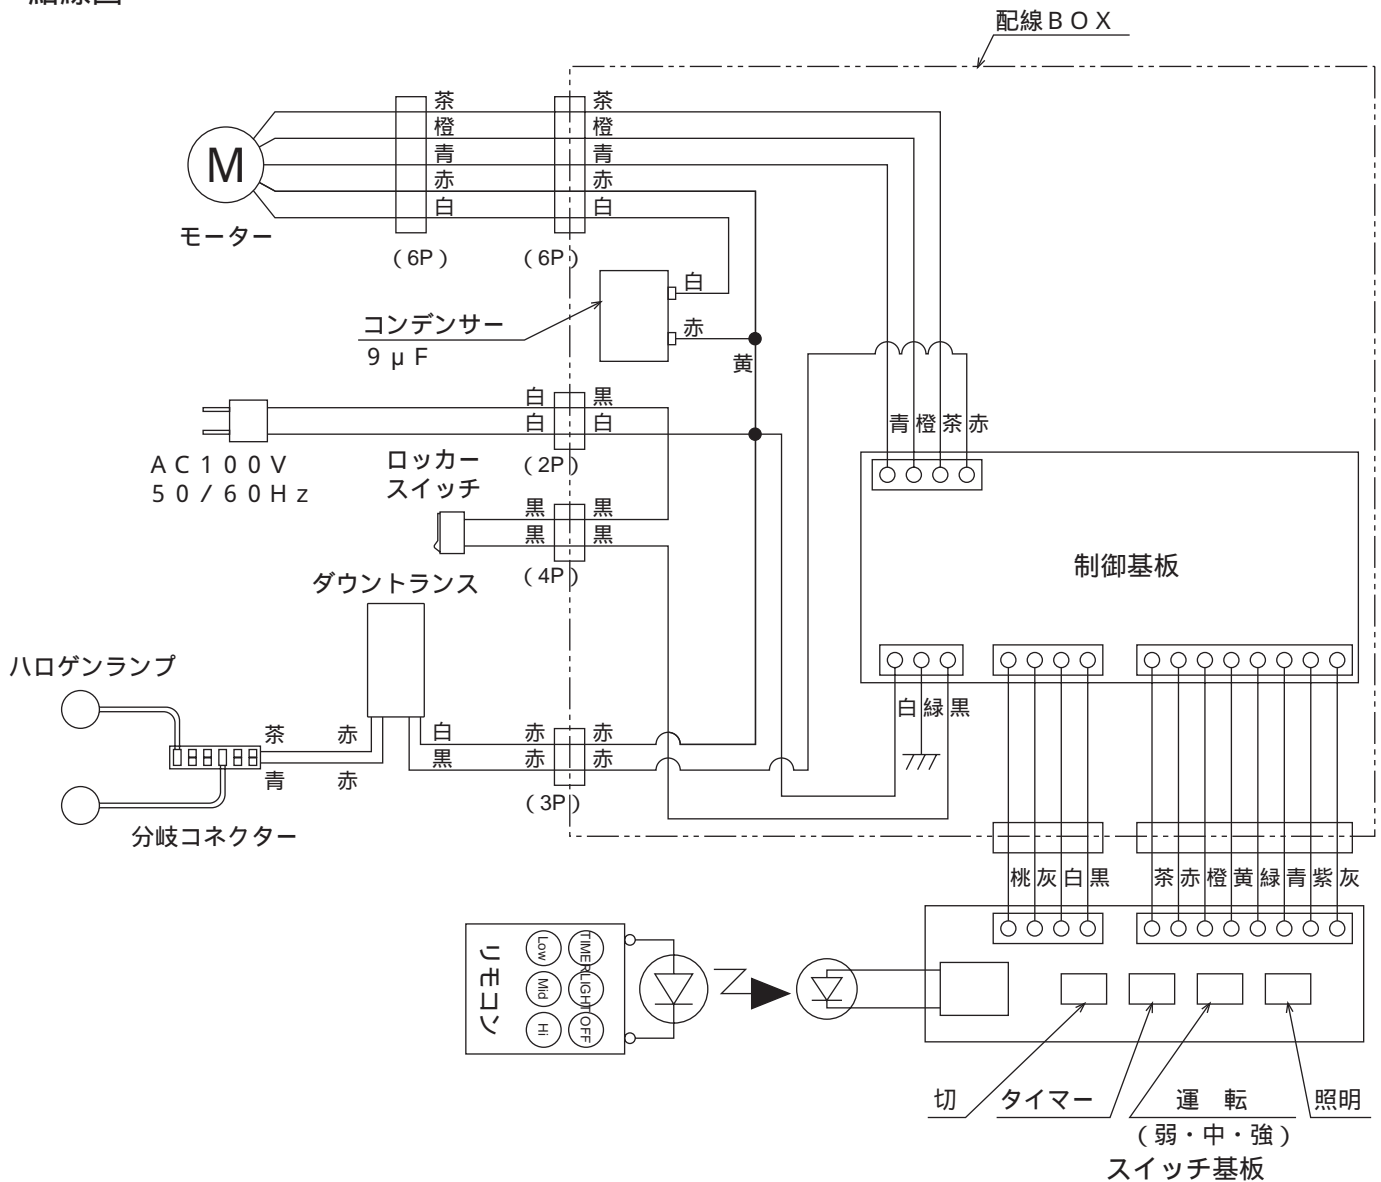 配線ＢＯＸ
茶 茶
橙 橙
青 青
M 赤 赤
白 白
モーター
(6P) (6P)
白
コンデンサー 赤
9 μ F
黄
白 黒
白 白
青 橙 茶 赤
ＡＣ１００Ｖ
５０/６０Ｈｚ
ロッカー
スイッチ
(2P)
黒 黒
黒 黒
(4P)
制御基板
ダウントランス
ハロゲンランプ
白 緑 黒
茶 赤 白 赤 赤
黒 赤 赤
青 赤
(3P)
分岐コネクター
桃 灰 白 黒 茶 赤 橙 黄 緑 青 紫 灰
リモコン
Low TIMER
Mid LIGHT
Hi OFF
切 タイマー 運　転 照明
(弱・中・強)
スイッチ基板